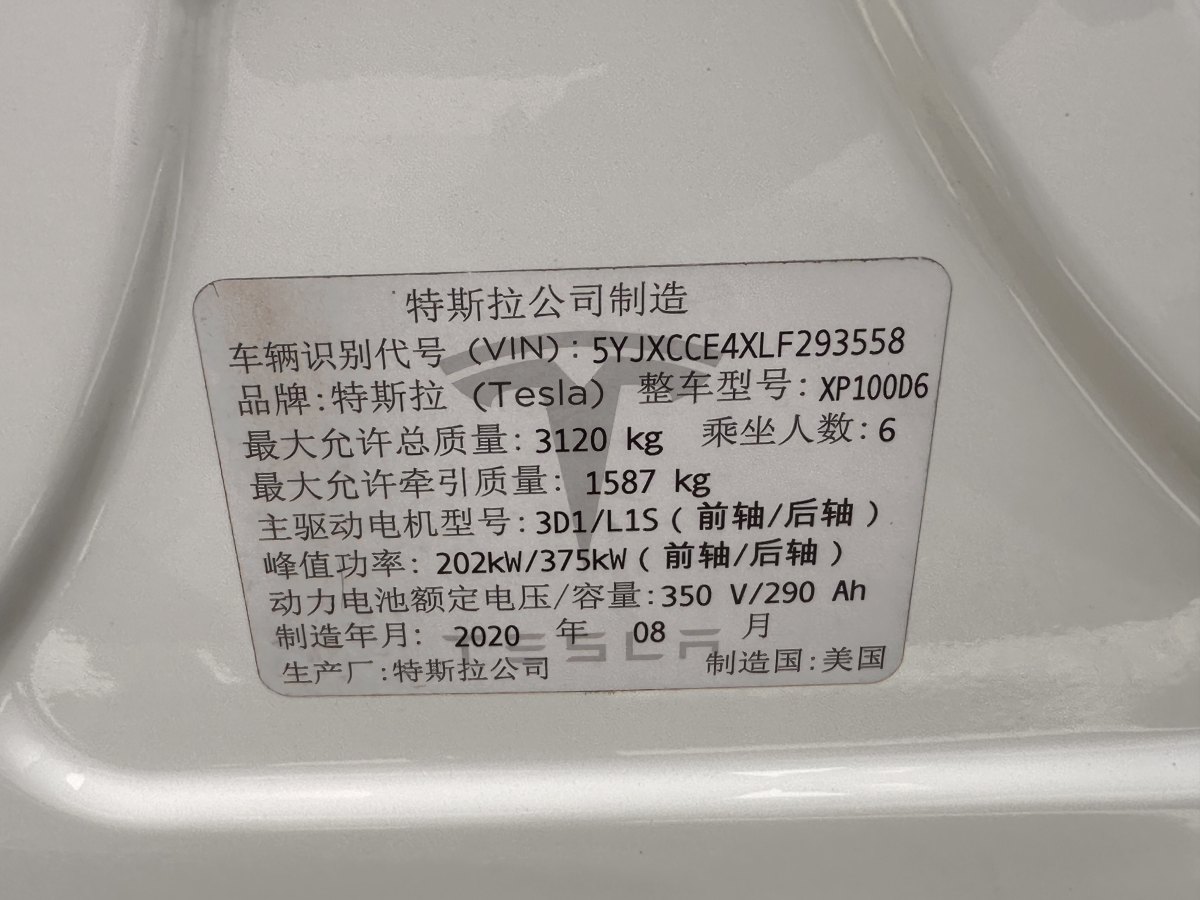 特斯拉公司制造
车辆识别代号 (VIN): 5YJXCCE4XLF293558
品牌:特斯拉 (Tesla) 整车型号: XP100D6
最大允许总质量: 3120 kg 乘坐人数: 6
最大允许牵引质量: 1587 kg
主驱动电机型号: 3D1/L1S ( 前轴/后轴 )
峰值功率: 202kW/375kW ( 前轴/后轴 )
动力电池额定电压/容量:350 V/290 Ah
制造年月: 2020 年 08 月
TESLA
生产厂:特斯拉公司 制造国:美国